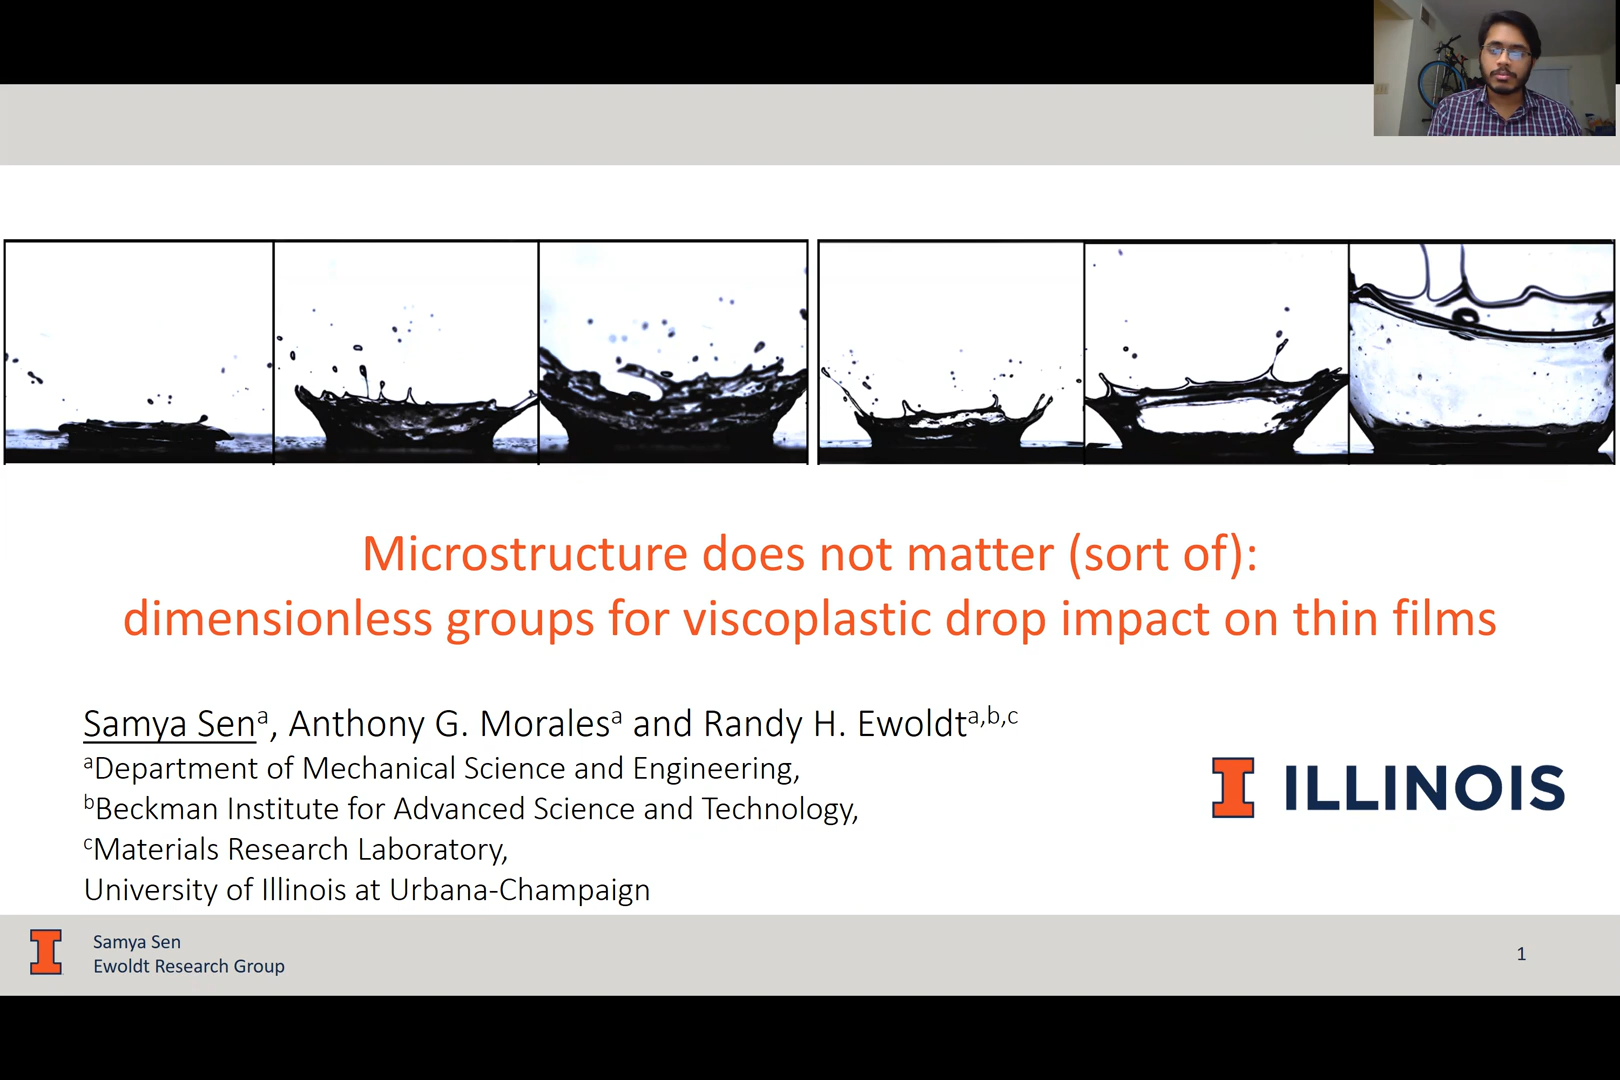 Microstructure does not matter (sort of):
dimensionless groups for viscoplastic drop impact on thin films
Samya Senᵃ, Anthony G. Moralesᵃ and Randy H. Ewoldtᵃ,ᵇ,ᶜ
ᵃDepartment of Mechanical Science and Engineering,
ᵇBeckman Institute for Advanced Science and Technology,
ᶜMaterials Research Laboratory,
University of Illinois at Urbana-Champaign
I ILLINOIS
I
Samya Sen
Ewoldt Research Group
1